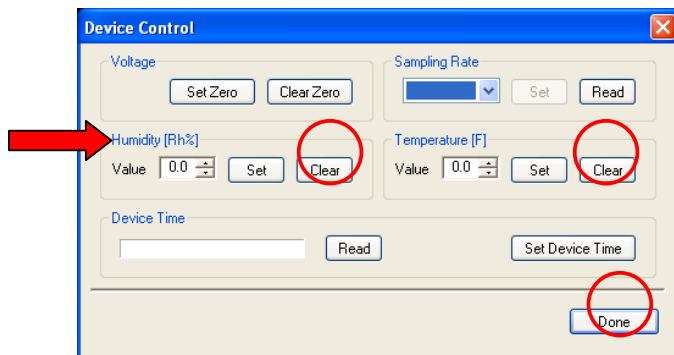 Device Control
Voltage
Set Zero Clear Zero
Sampling Rate
Set Read
Humidity [Rh%]
Value 0.0 Set Clear
Temperature [F]
Value 0.0 Set Clear
Device Time
Read Set Device Time
Done